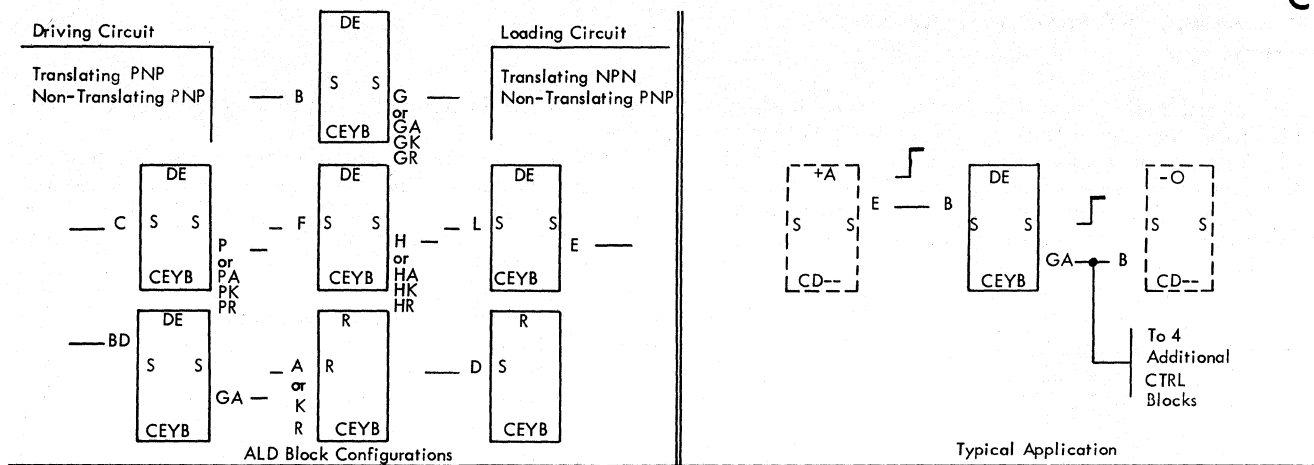 C
Driving Circuit
Translating PNP
Non-Translating PNP
DE
B S S G
or
GA
GK
GR
CEYB
Loading Circuit
Translating NPN
Non-Translating PNP
DE
C S S P
or
PA
PK
PR
CEYB
DE
F S S H
or
HA
HK
HR
CEYB
DE
L S S E
CEYB
DE
BD
S S
GA
CEYB
R
A R
or
K
R CEYB
R
D S
CEYB
ALD Block Configurations
+A
S S
E
CD--
B
DE
S S
GA
CEYB
B
-O
S S
CD--
To 4
Additional
CTRL
Blocks
Typical Application